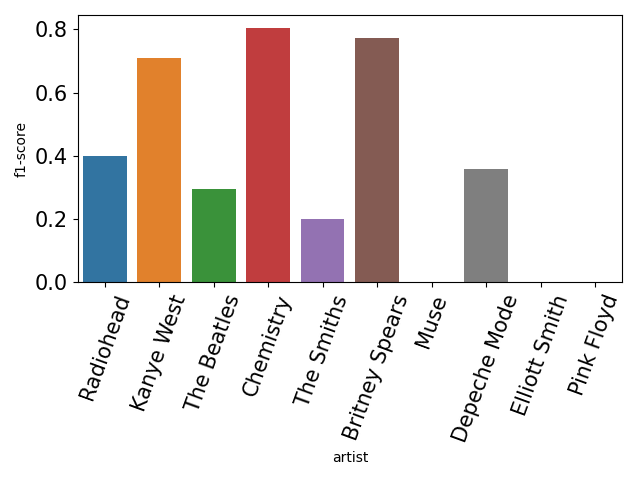 f1-score
0.8
0.6
0.4
0.2
0.0
Radiohead
Kanye West
The Beatles
Chemistry
The Smiths
Britney Spears
Muse
Depeche Mode
Elliott Smith
Pink Floyd
artist